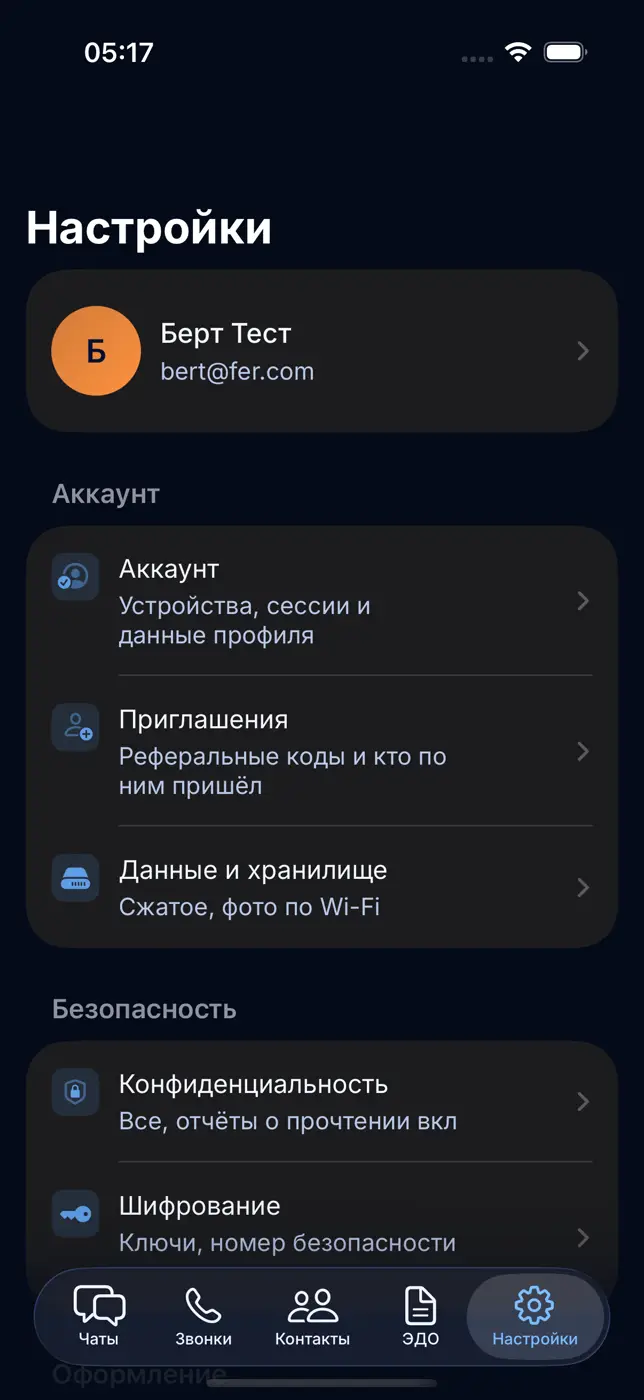 05:17
Настройки
Б
Берт Тест
bert@fer.com
Аккаунт
Аккаунт
Устройства, сессии и
данные профиля
Приглашения
Реферальные коды и кто по
ним пришёл
Данные и хранилище
Сжатое, фото по Wi-Fi
Безопасность
Конфиденциальность
Все, отчёты о прочтении вкл
Шифрование
Ключи, номер безопасности
Чаты
Звонки
Контакты
ЭДО
Настройки
Оформление